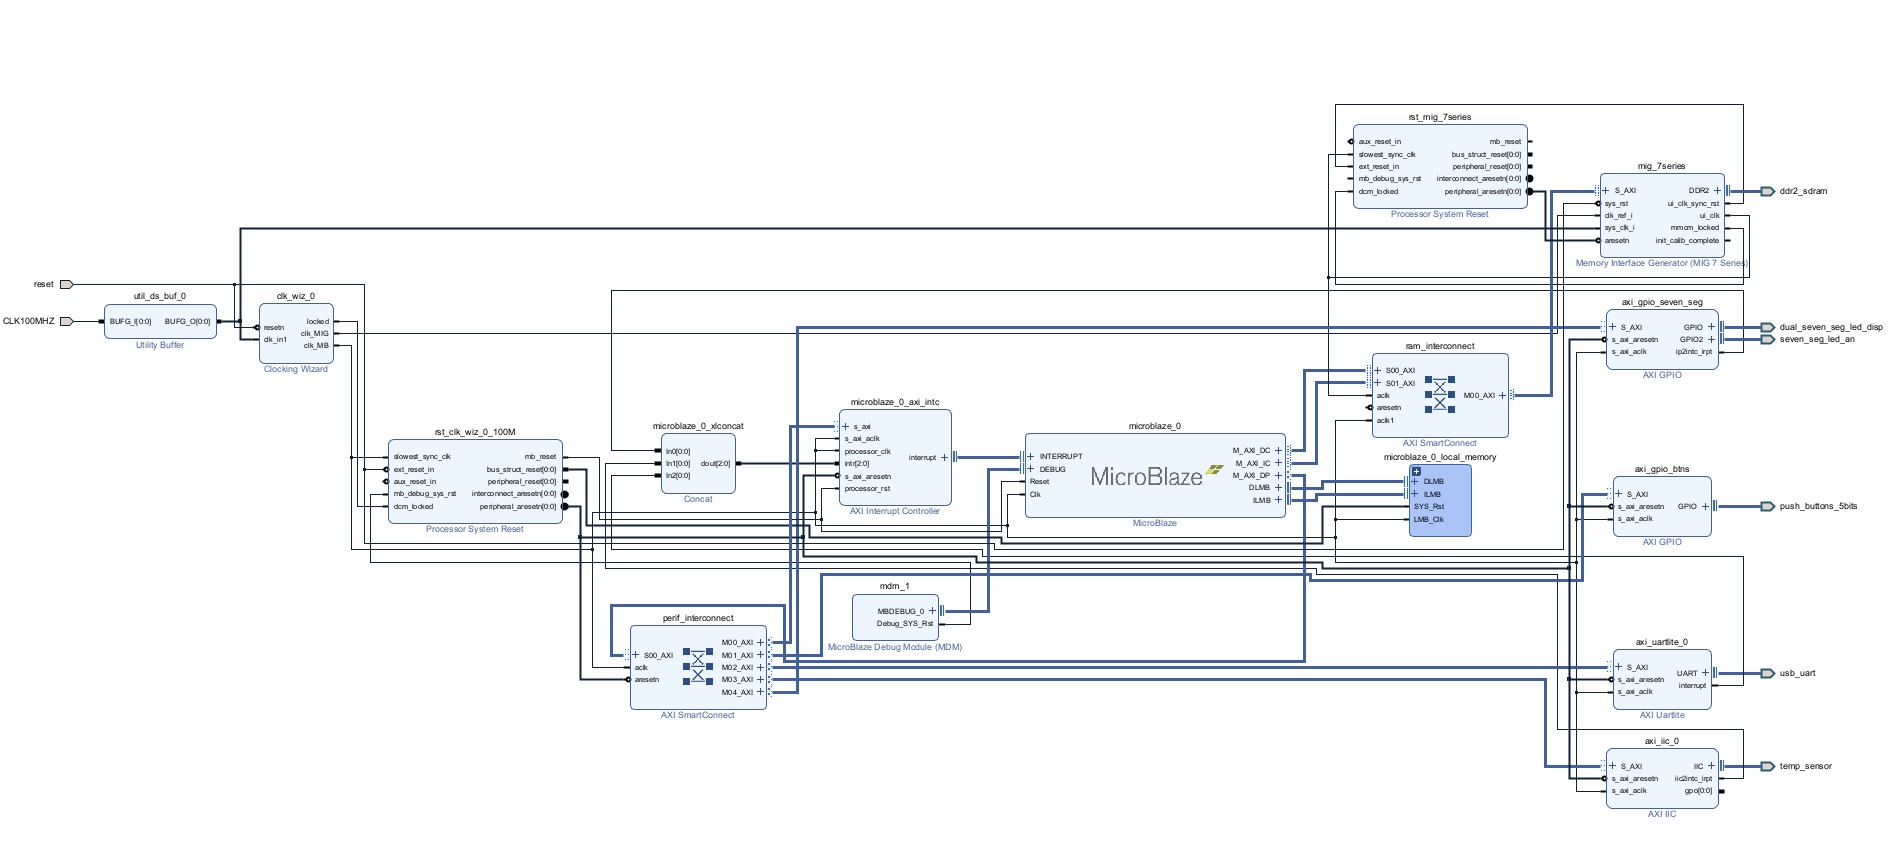 reset
CLK100MHZ
util_ds_buf_0
BUFG_I[0:0]
BUFG_O[0:0]
Utility Buffer
clk_wiz_0
resetn
clk_in1
locked
clk_MIG
clk_MB
Clocking Wizard
rst_clk_wiz_0_100M
slowest_sync_clk
ext_reset_in
aux_reset_in
mb_debug_sys_rst
dcm_locked
mb_reset
bus_struct_reset[0:0]
peripheral_reset[0:0]
interconnect_aresetn[0:0]
peripheral_aresetn[0:0]
Processor System Reset
microblaze_0_xlconcat
In0[0:0]
In1[0:0]
In2[0:0]
dout[2:0]
Concat
microblaze_0_axi_intc
s_axi
s_axi_aclk
processor_clk
intr[2:0]
s_axi_aresetn
processor_rst
interrupt
AXI Interrupt Controller
microblaze_0
INTERRUPT
DEBUG
Reset
Clk
MicroBlaze
M_AXI_DC
M_AXI_IC
M_AXI_DP
DLMB
ILMB
MicroBlaze
mdm_1
MBDEBUG_0
Debug_SYS_Rst
MicroBlaze Debug Module (MDM)
perif_interconnect
S00_AXI
aclk
aresetn
M00_AXI
M01_AXI
M02_AXI
M03_AXI
M04_AXI
AXI SmartConnect
rst_mig_7series
aux_reset_in
slowest_sync_clk
ext_reset_in
mb_debug_sys_rst
dcm_locked
mb_reset
bus_struct_reset[0:0]
peripheral_reset[0:0]
interconnect_aresetn[0:0]
peripheral_aresetn[0:0]
Processor System Reset
ram_interconnect
S00_AXI
S01_AXI
aclk
aresetn
aclk1
M00_AXI
AXI SmartConnect
microblaze_0_local_memory
DLMB
ILMB
SYS_Rst
LMB_Clk
mig_7series
S_AXI
sys_rst
clk_ref_i
sys_clk_i
aresetn
DDR2
ui_clk_sync_rst
ui_clk
mmcm_locked
init_calib_complete
Memory Interface Generator (MIG 7 Series)
ddr2_sdram
axi_gpio_seven_seg
S_AXI
s_axi_aresetn
s_axi_aclk
GPIO
GPIO2
ip2intc_irpt
AXI GPIO
dual_seven_seg_led_disp
seven_seg_led_an
axi_gpio_btns
S_AXI
s_axi_aresetn
s_axi_aclk
GPIO
AXI GPIO
push_buttons_5bits
axi_uartlite_0
S_AXI
s_axi_aresetn
s_axi_aclk
UART
interrupt
AXI Uartlite
usb_uart
axi_iic_0
S_AXI
s_axi_aresetn
s_axi_aclk
IIC
iic2intc_irpt
gpo[0:0]
AXI IIC
temp_sensor